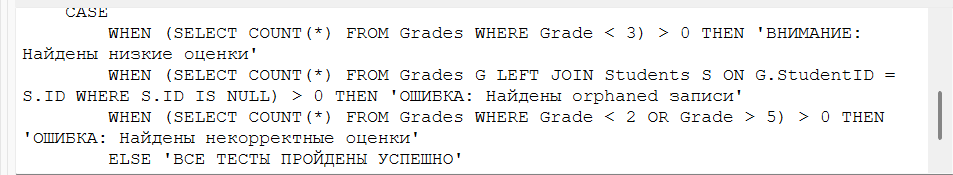 CASE
WHEN (SELECT COUNT(*) FROM Grades WHERE Grade < 3) > 0 THEN 'ВНИМАНИЕ:
Найдены низкие оценки'
WHEN (SELECT COUNT(*) FROM Grades G LEFT JOIN Students S ON G.StudentID =
S.ID WHERE S.ID IS NULL) > 0 THEN 'ОШИБКА: Найдены orphaned записи'
WHEN (SELECT COUNT(*) FROM Grades WHERE Grade < 2 OR Grade > 5) > 0 THEN
'ОШИБКА: Найдены некорректные оценки'
ELSE 'ВСЕ ТЕСТЫ ПРОЙДЕНЫ УСПЕШНО'